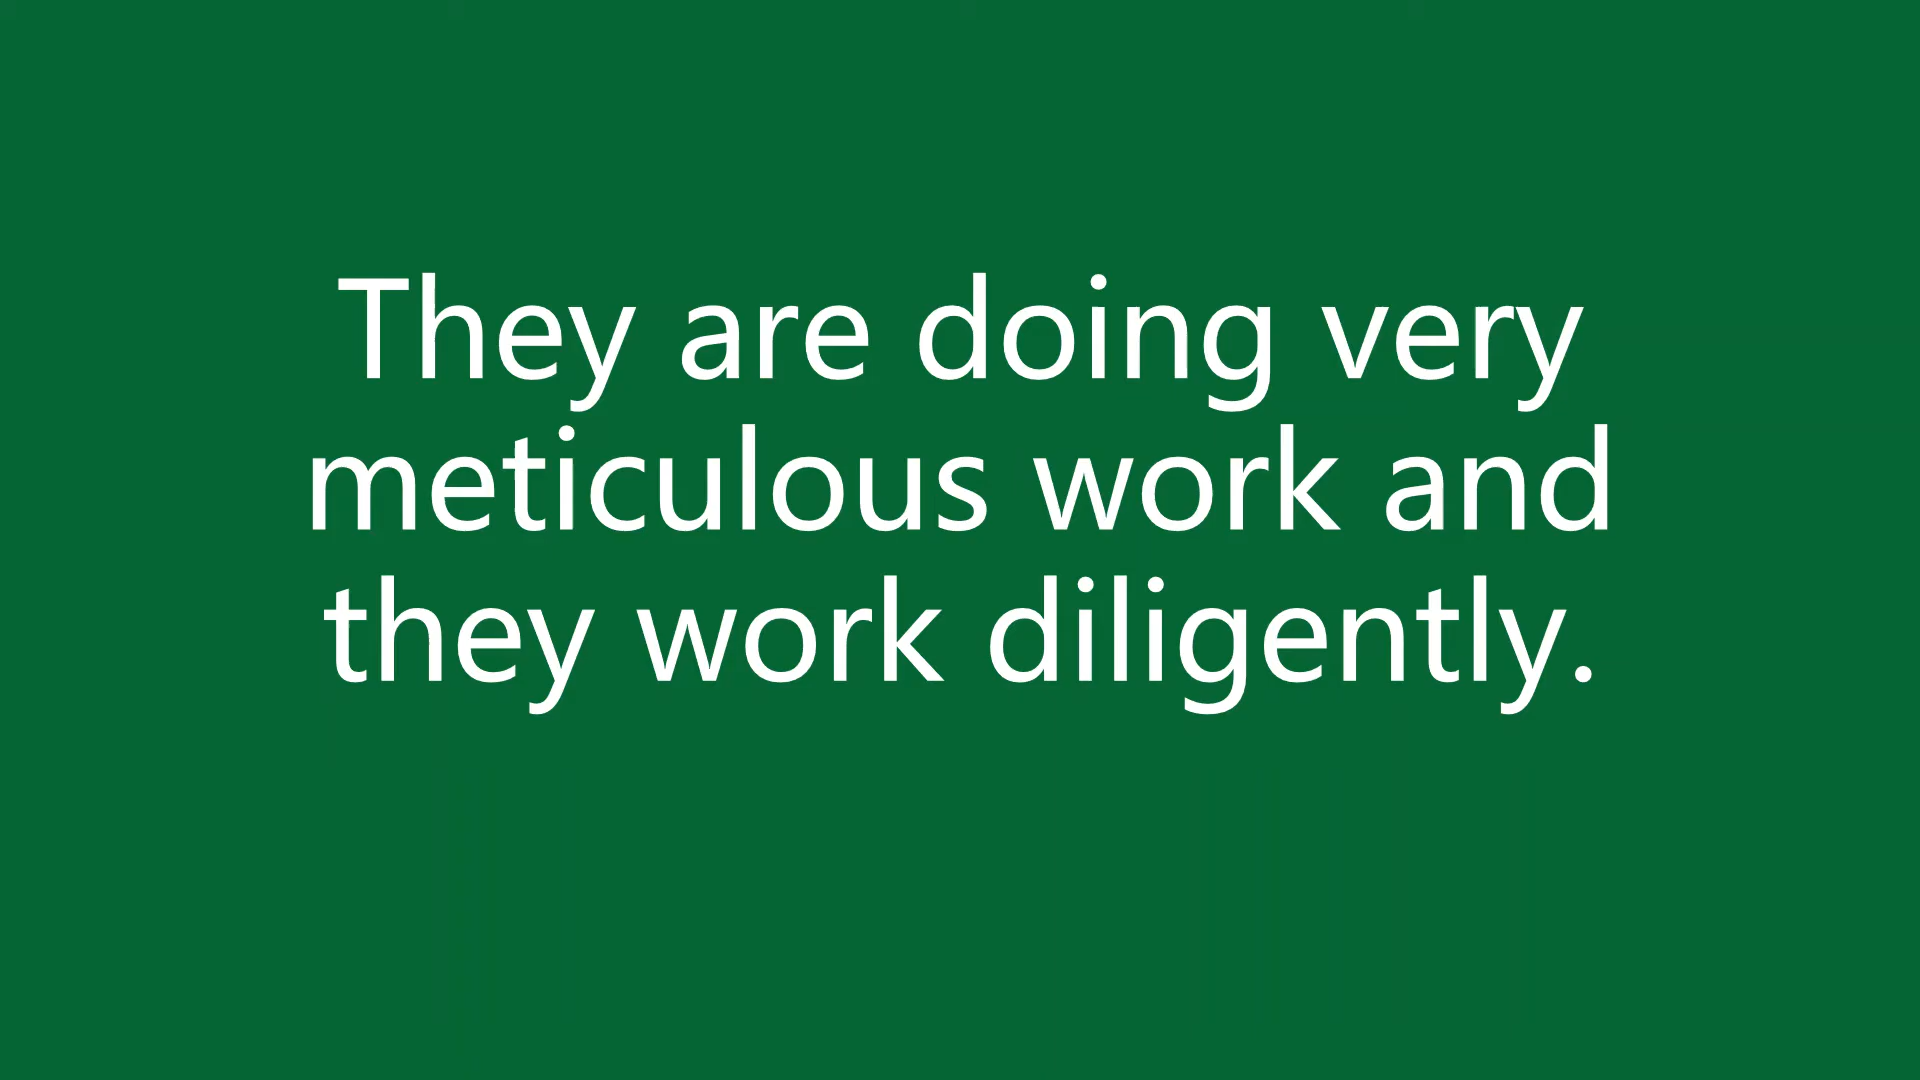 They are doing very
meticulous work and
they work diligently.